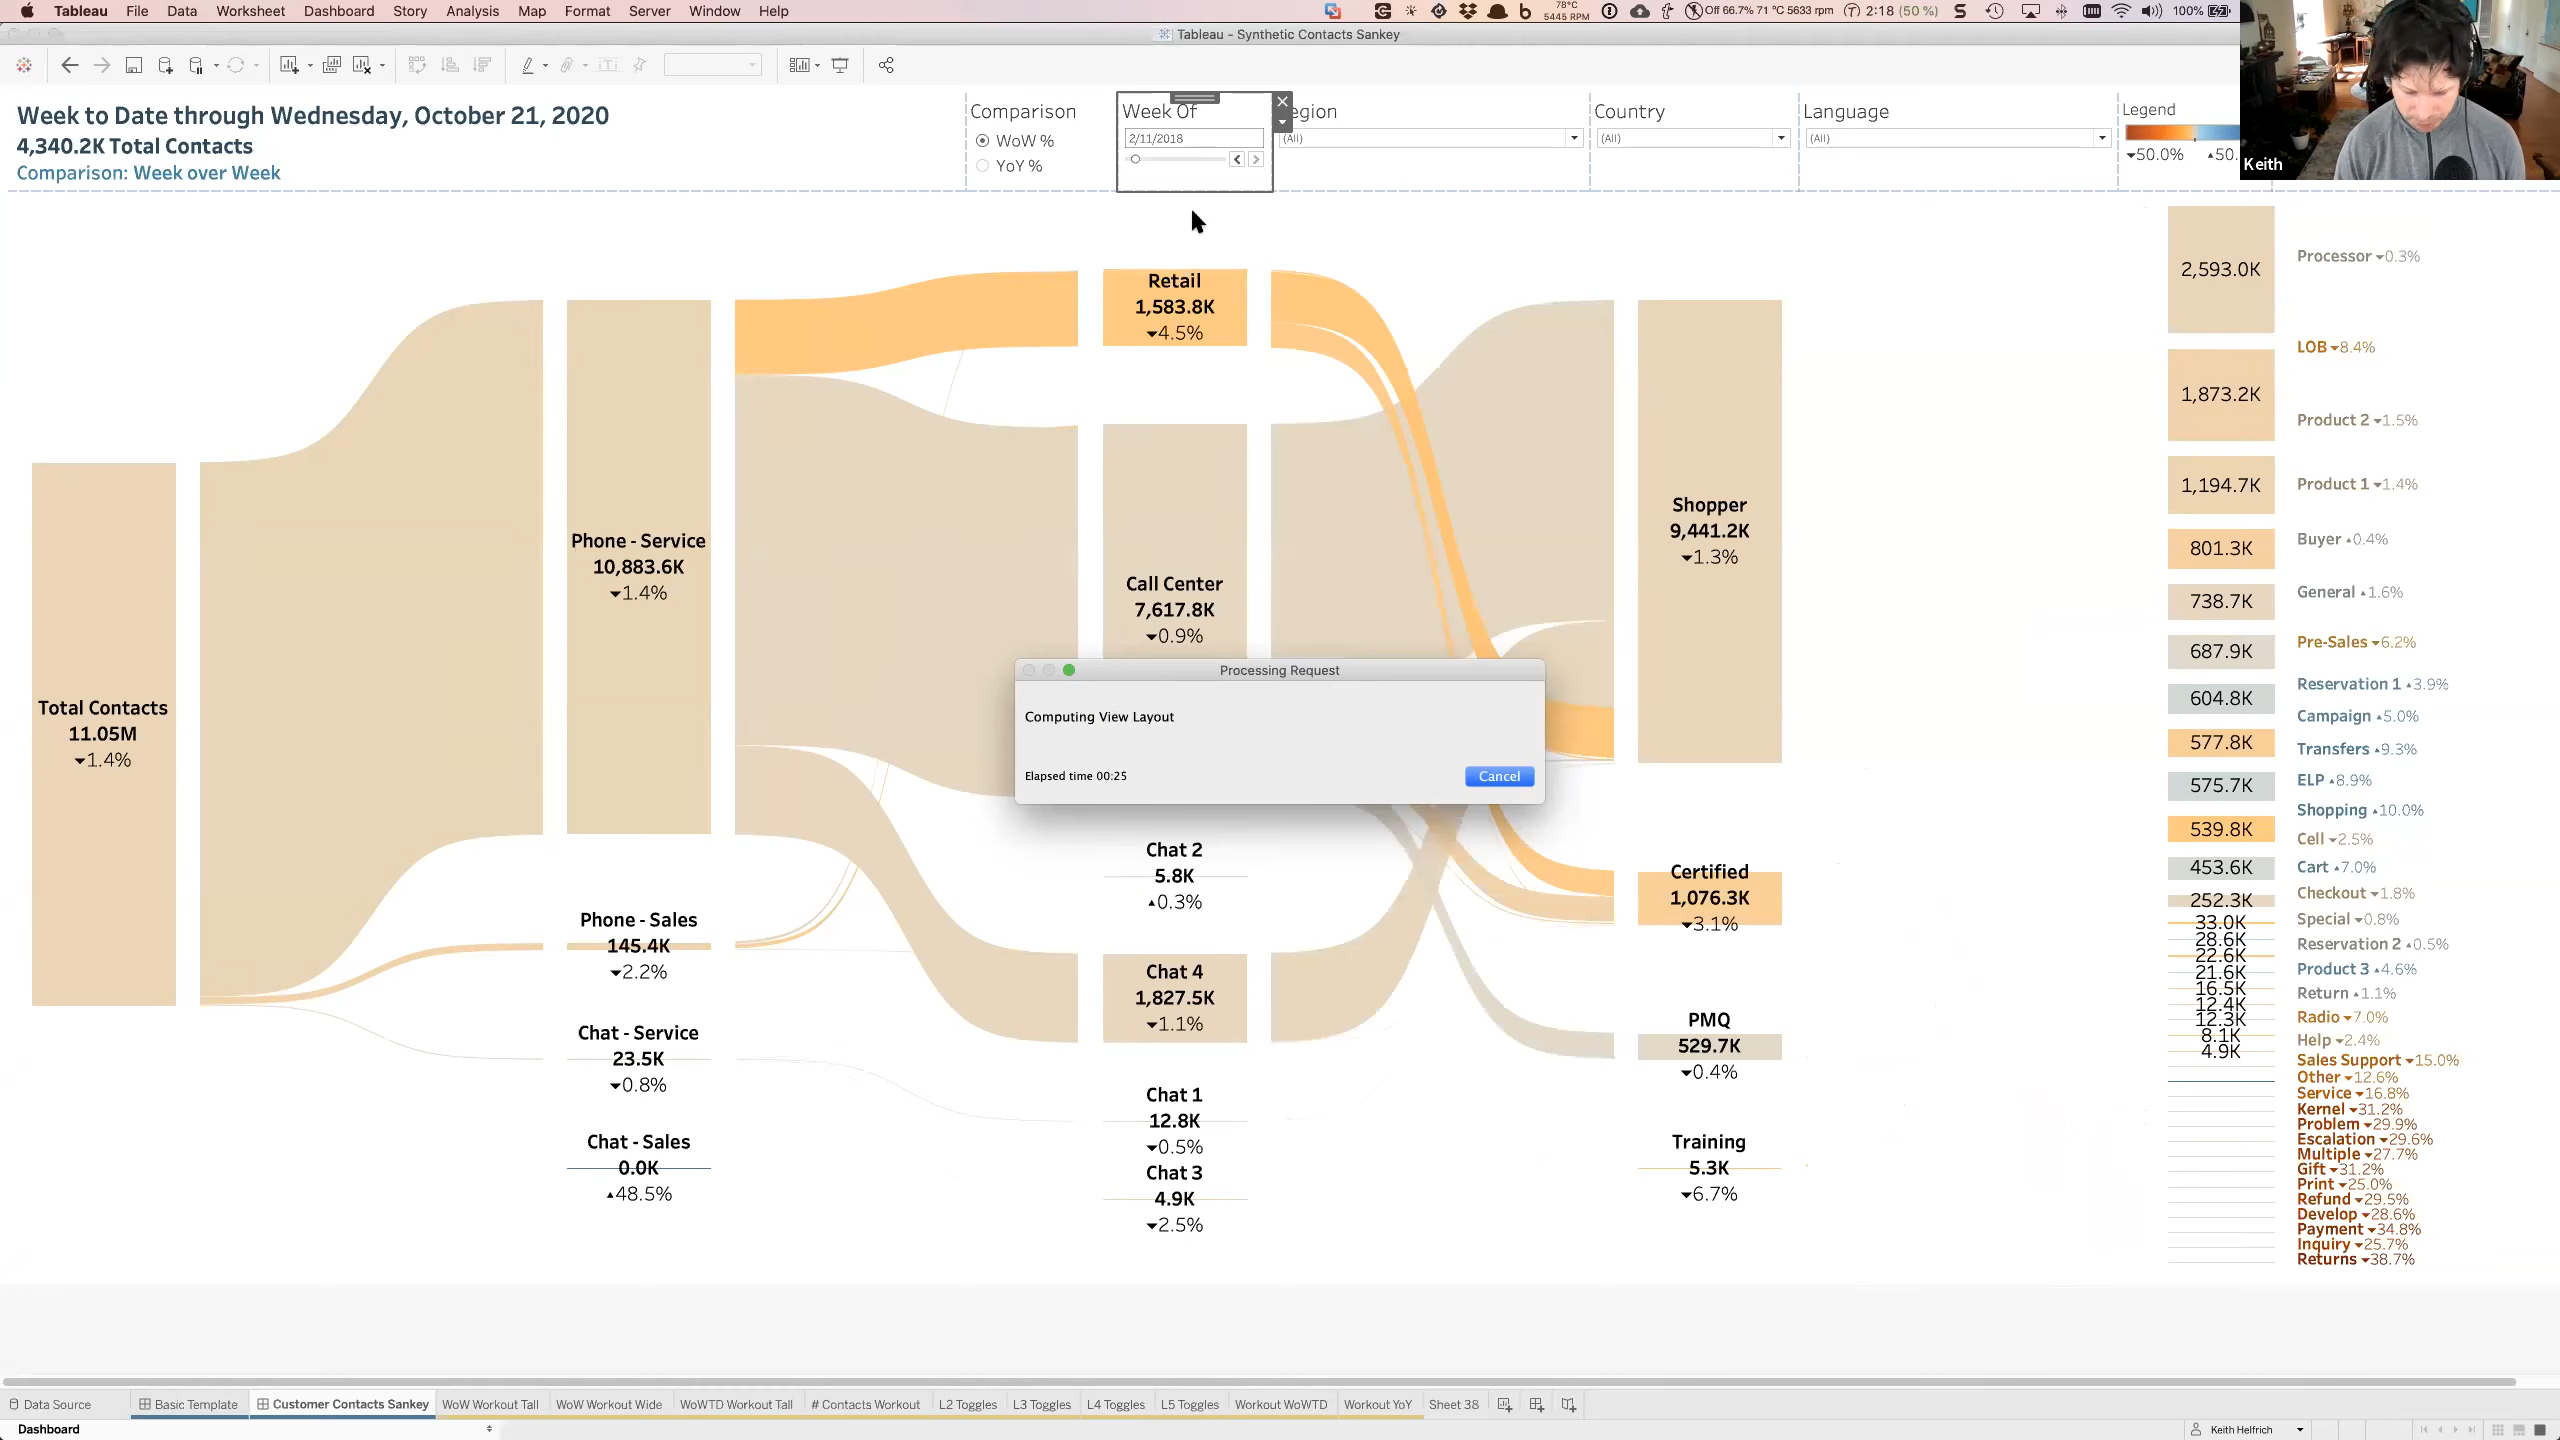 Tableau File Data Worksheet Dashboard Story Analysis Map Format Server Window Help
78°C
5445 RPM
Off 66.7% 71 °C 5633 rpm
2:18 (50 %)
100%
Tableau - Synthetic Contacts Sankey
Keith
Week to Date through Wednesday, October 21, 2020
4,340.2K Total Contacts
Comparison: Week over Week
Comparison
WoW %
YoY %
Week Of
2/11/2018
egion
(All)
Country
(All)
Language
(All)
Legend
▾50.0% ▴50.
Total Contacts
11.05M
▾1.4%
Phone - Service
10,883.6K
▾1.4%
Phone - Sales
145.4K
▾2.2%
Chat - Service
23.5K
▾0.8%
Chat - Sales
0.0K
▴48.5%
Retail
1,583.8K
▾4.5%
Call Center
7,617.8K
▾0.9%
Chat 2
5.8K
▴0.3%
Chat 4
1,827.5K
▾1.1%
Chat 1
12.8K
▾0.5%
Chat 3
4.9K
▾2.5%
Processing Request
Computing View Layout
Elapsed time 00:25
Cancel
Shopper
9,441.2K
▾1.3%
Certified
1,076.3K
▾3.1%
PMQ
529.7K
▾0.4%
Training
5.3K
▾6.7%
2,593.0K
1,873.2K
1,194.7K
801.3K
738.7K
687.9K
604.8K
577.8K
575.7K
539.8K
453.6K
252.3K
33.0K
28.6K
22.6K
21.6K
16.5K
12.4K
12.3K
8.1K
4.9K
Processor ▾0.3%
LOB ▾8.4%
Product 2 ▾1.5%
Product 1 ▾1.4%
Buyer ▴0.4%
General ▴1.6%
Pre-Sales ▾6.2%
Reservation 1 ▴3.9%
Campaign ▴5.0%
Transfers ▴9.3%
ELP ▴8.9%
Shopping ▴10.0%
Cell ▾2.5%
Cart ▴7.0%
Checkout ▾1.8%
Special ▾0.8%
Reservation 2 ▴0.5%
Product 3 ▴4.6%
Return ▴1.1%
Radio ▾7.0%
Help ▾2.4%
Sales Support ▾15.0%
Other ▾12.6%
Service ▾16.8%
Kernel ▾31.2%
Problem ▾29.9%
Escalation ▾29.6%
Multiple ▾27.7%
Gift ▾31.2%
Print ▾25.0%
Refund ▾29.5%
Develop ▾28.6%
Payment ▾34.8%
Inquiry ▾25.7%
Returns ▾38.7%
Data Source Basic Template Customer Contacts Sankey WoW Workout Tall WoW Workout Wide WoWTD Workout Tall # Contacts Workout L2 Toggles L3 Toggles L4 Toggles L5 Toggles Workout WoWTD Workout YoY Sheet 38
Dashboard
Keith Helfrich